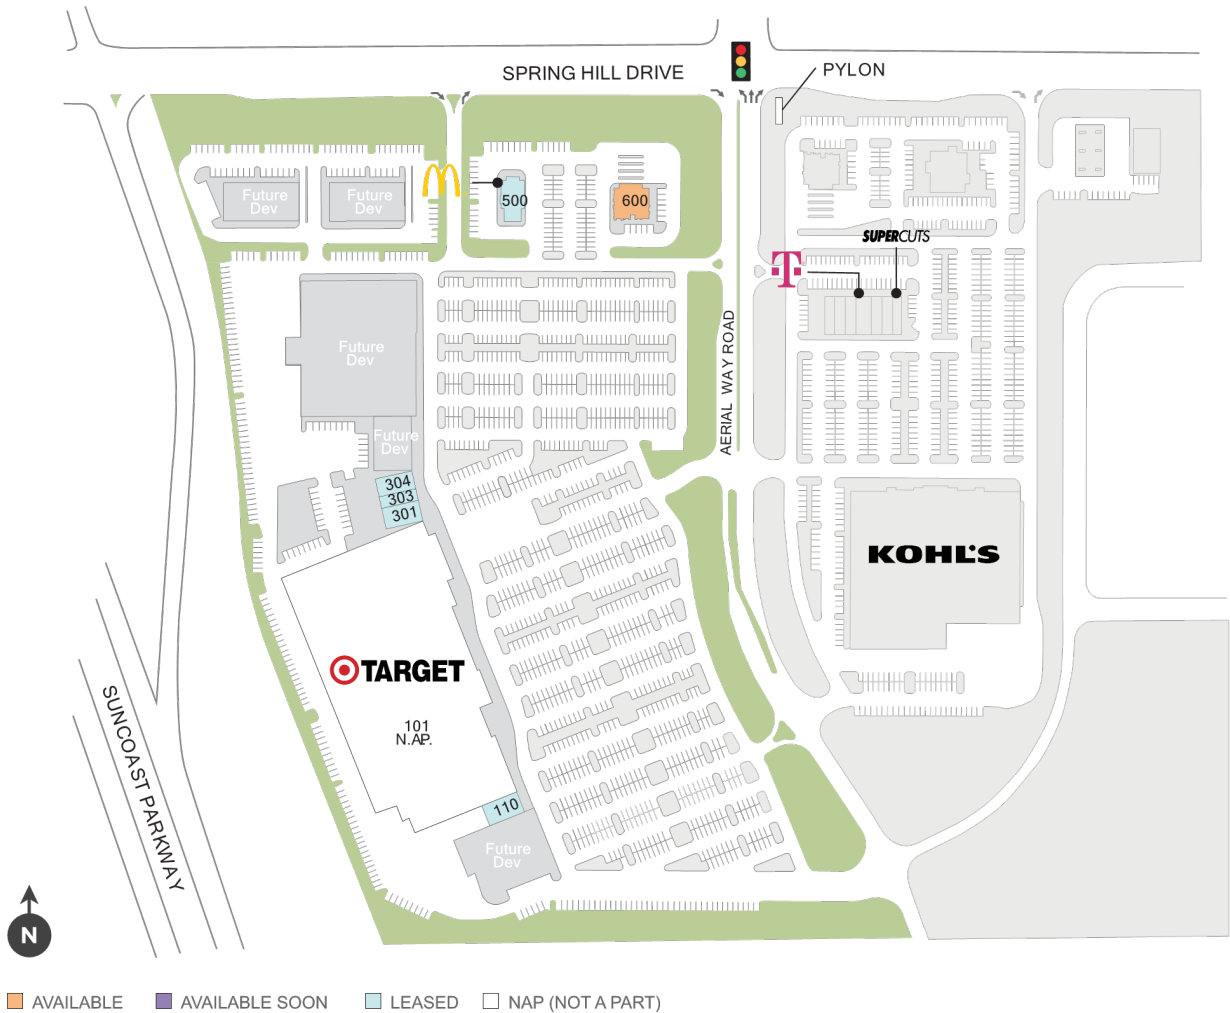 SPRING HILL DRIVE
PYLON
Future
Dev
Future
Dev
500
600
SUPERCUTS
T
AERIAL WAY ROAD
Future
Dev
Future
Dev
304
303
301
KOHL'S
TARGET
101
N.A.P.
SUNCOAST PARKWAY
110
Future
Dev
N
AVAILABLE
AVAILABLE SOON
LEASED
NAP (NOT A PART)